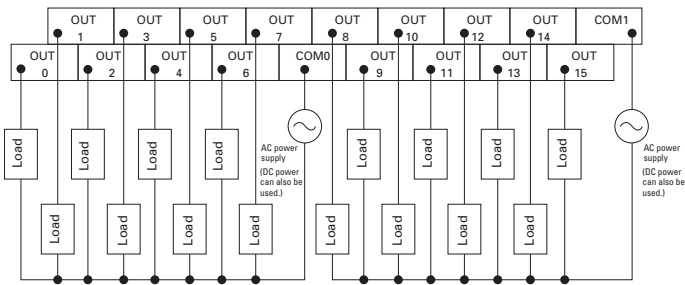 OUT 1
OUT 3
OUT 5
OUT 7
OUT 8
OUT 10
OUT 12
OUT 14
COM1
OUT 0
OUT 2
OUT 4
OUT 6
COM0
OUT 9
OUT 11
OUT 13
OUT 15
Load
Load
Load
Load
AC power
supply
(DC power
can also be
used.)
Load
Load
Load
Load
AC power
supply
(DC power
can also be
used.)
Load
Load
Load
Load
Load
Load
Load
Load